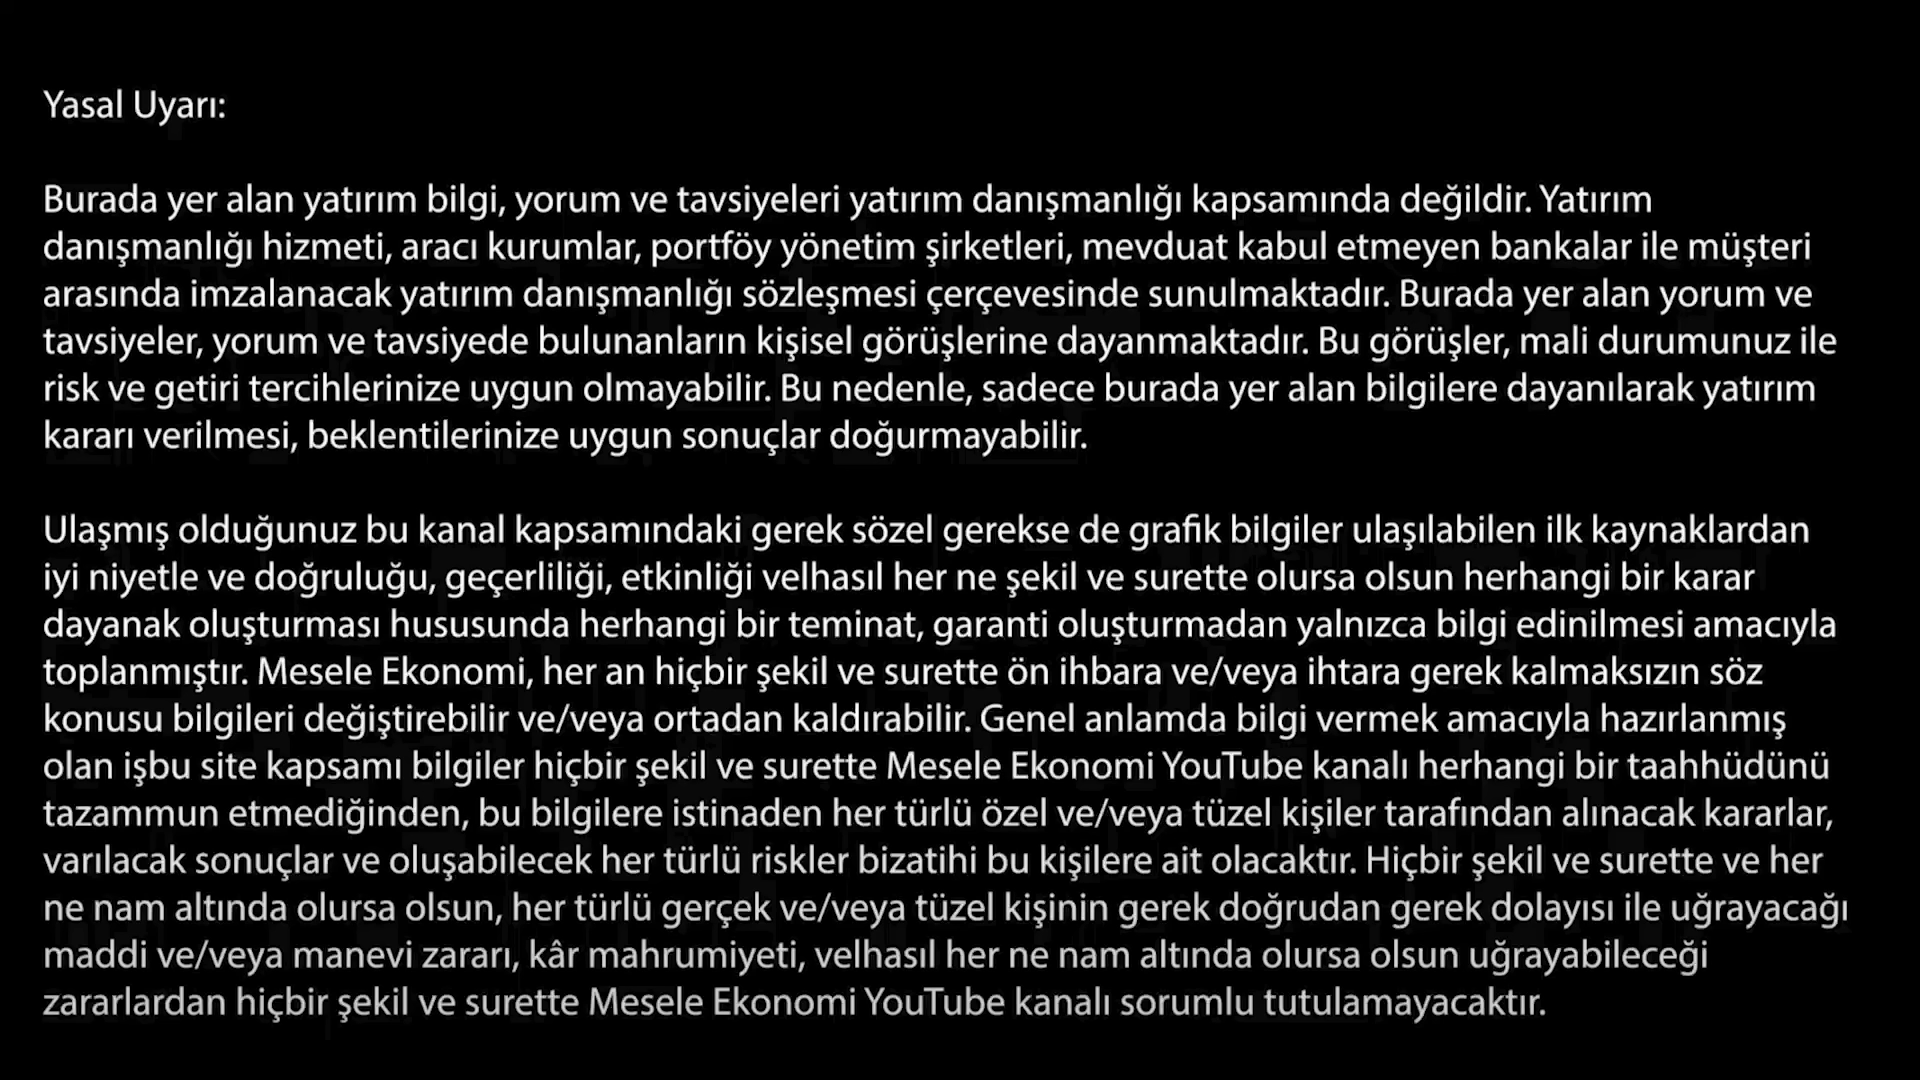 Yasal Uyarı:
Burada yer alan yatırım bilgi, yorum ve tavsiyeleri yatırım danışmanlığı kapsamında değildir. Yatırım
danışmanlığı hizmeti, aracı kurumlar, portföy yönetim şirketleri, mevduat kabul etmeyen bankalar ile müşteri
arasında imzalanacak yatırım danışmanlığı sözleşmesi çerçevesinde sunulmaktadır. Burada yer alan yorum ve
tavsiyeler, yorum ve tavsiyede bulunanların kişisel görüşlerine dayanmaktadır. Bu görüşler, mali durumunuz ile
risk ve getiri tercihlerinize uygun olmayabilir. Bu nedenle, sadece burada yer alan bilgilere dayanılarak yatırım
kararı verilmesi, beklentilerinize uygun sonuçlar doğurmayabilir.
Ulaşmış olduğunuz bu kanal kapsamındaki gerek sözel gerekse de grafik bilgiler ulaşılabilen ilk kaynaklardan
iyi niyetle ve doğruluğu, geçerliliği, etkinliği velhasıl her ne şekil ve surette olursa olsun herhangi bir karar
dayanak oluşturması hususunda herhangi bir teminat, garanti oluşturmadan yalnızca bilgi edinilmesi amacıyla
toplanmıştır. Mesele Ekonomi, her an hiçbir şekil ve surette ön ihbara ve/veya ihtara gerek kalmaksızın söz
konusu bilgileri değiştirebilir ve/veya ortadan kaldırabilir. Genel anlamda bilgi vermek amacıyla hazırlanmış
olan işbu site kapsamı bilgiler hiçbir şekil ve surette Mesele Ekonomi YouTube kanalı herhangi bir taahhüdünü
tazammun etmediğinden, bu bilgilere istinaden her türlü özel ve/veya tüzel kişiler tarafından alınacak kararlar,
varılacak sonuçlar ve oluşabilecek her türlü riskler bizatihi bu kişilere ait olacaktır. Hiçbir şekil ve surette ve her
ne nam altında olursa olsun, her türlü gerçek ve/veya tüzel kişinin gerek doğrudan gerek dolayısı ile uğrayacağı
maddi ve/veya manevi zararı, kâr mahrumiyeti, velhasıl her ne nam altında olursa olsun uğrayabileceği
zararlardan hiçbir şekil ve surette Mesele Ekonomi YouTube kanalı sorumlu tutulamayacaktır.